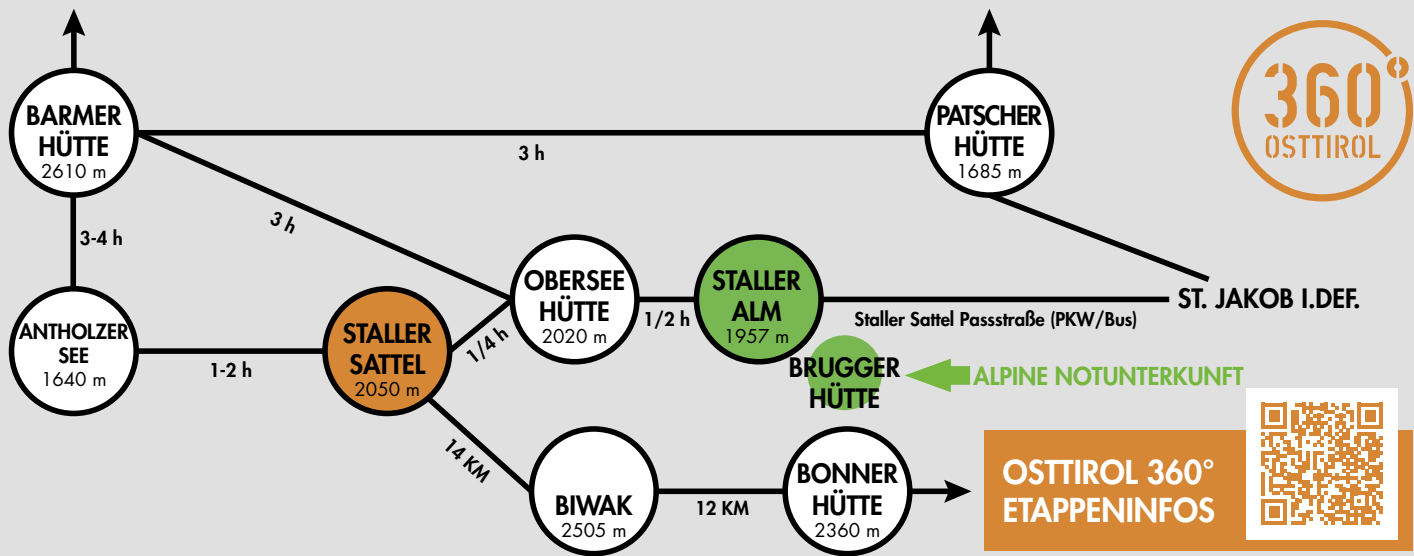 BARMER
HÜTTE
2610 m
3 h
PATSCHER
HÜTTE
1685 m
360°
OSTTIROL
3-4 h
3 h
ANTHOLZER
SEE
1640 m
1-2 h
STALLER
SATTEL
2050 m
1/4 h
OBERSEE
HÜTTE
2020 m
1/2 h
STALLER
ALM
1957 m
Staller Sattel Passstraße (PKW/Bus)
ST. JAKOB I.DEF.
BRUGGER
HÜTTE
ALPINE NOTUNTERKUNFT
14 KM
BIWAK
2505 m
12 KM
BONNER
HÜTTE
2360 m
OSTTIROL 360°
ETAPPENINFOS